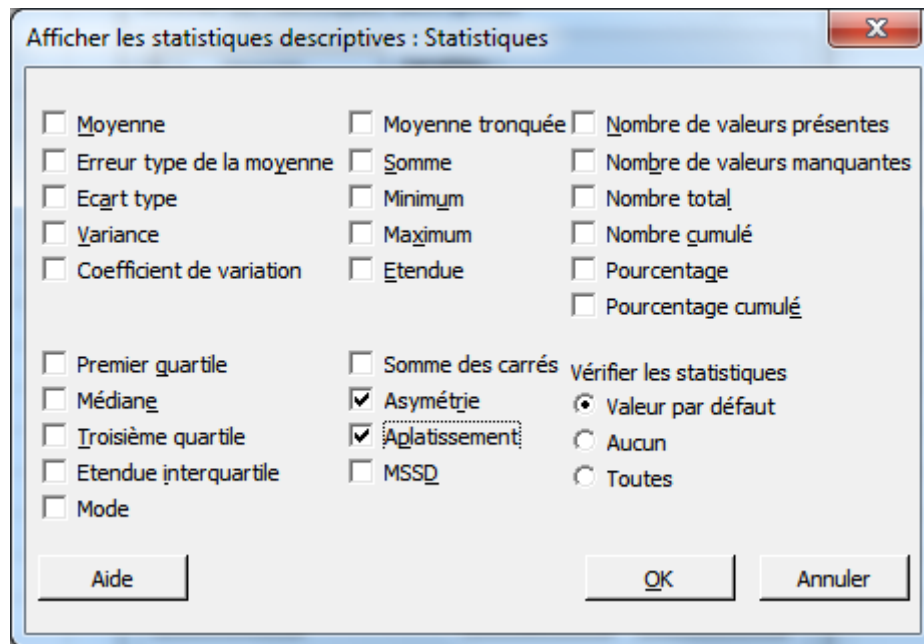 Afficher les statistiques descriptives : Statistiques
Moyenne
Erreur type de la moyenne
Ecart type
Variance
Coefficient de variation
Moyenne tronquée
Somme
Minimum
Maximum
Etendue
Nombre de valeurs présentes
Nombre de valeurs manquantes
Nombre total
Nombre cumulé
Pourcentage
Pourcentage cumulé
Premier quartile
Médiane
Troisième quartile
Etendue interquartile
Mode
Somme des carrés
Asymétrie
Aplatissement
MSSD
Vérifier les statistiques
Valeur par défaut
Aucun
Toutes
Aide
OK
Annuler